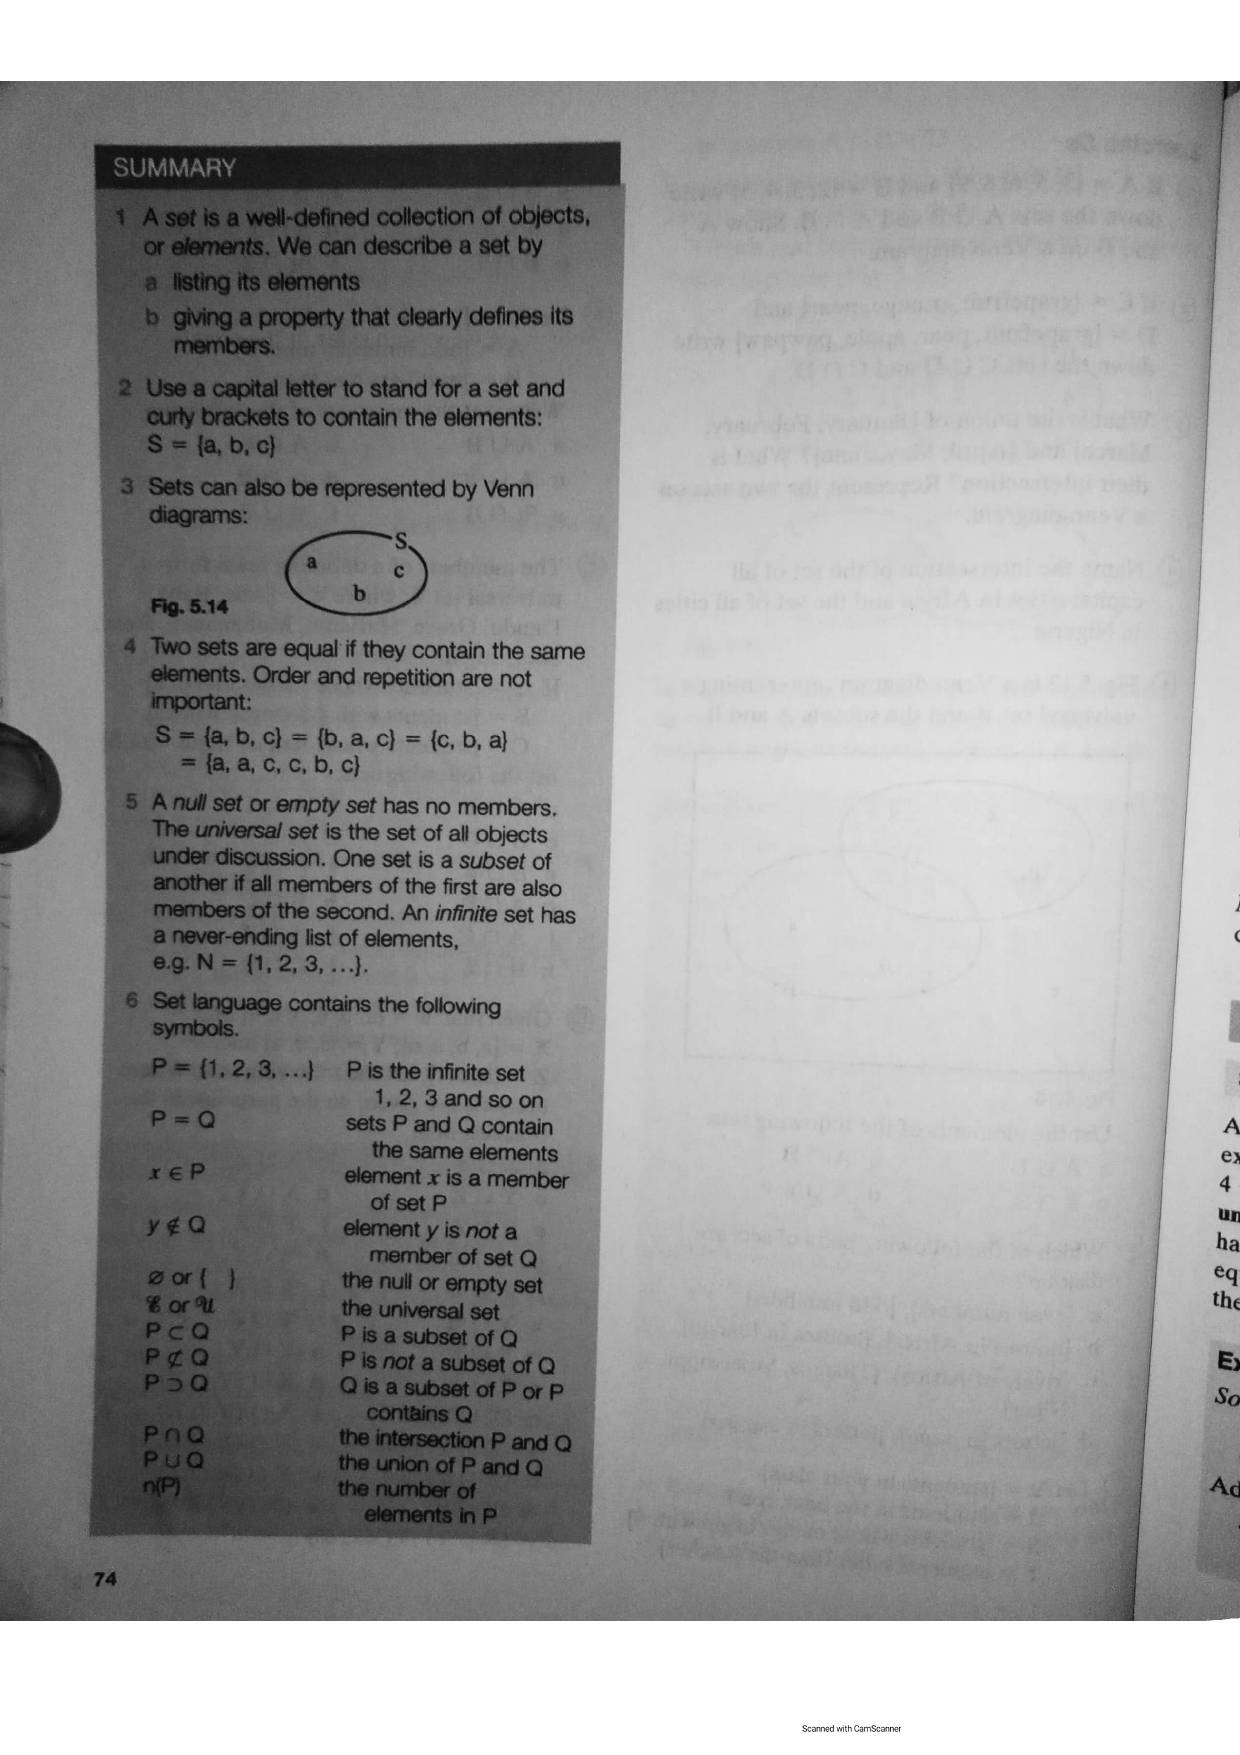 SUMMARY
1 A set is a well-defined collection of objects,
or elements. We can describe a set by
a listing its elements
b giving a property that clearly defines its
members.
2 Use a capital letter to stand for a set and
curly brackets to contain the elements:
S = {a, b, c}
3 Sets can also be represented by Venn
diagrams:
S
a
c
b
Fig. 5.14
4 Two sets are equal if they contain the same
elements. Order and repetition are not
important:
S = {a, b, c} = {b, a, c} = {c, b, a}
= {a, a, c, c, b, c}
5 A null set or empty set has no members.
The universal set is the set of all objects
under discussion. One set is a subset of
another if all members of the first are also
members of the second. An infinite set has
a never-ending list of elements,
e.g. N = {1, 2, 3, ...}.
6 Set language contains the following
symbols.
P = {1, 2, 3, ...} P is the infinite set
1, 2, 3 and so on
P = Q sets P and Q contain
the same elements
x ∈ P element x is a member
of set P
y ∉ Q element y is not a
member of set Q
∅ or { } the null or empty set
ℰ or 𝒰 the universal set
P ⊂ Q P is a subset of Q
P ⊄ Q P is not a subset of Q
P ⊃ Q Q is a subset of P or P
contains Q
P ∩ Q the intersection P and Q
P ∪ Q the union of P and Q
n(P) the number of
elements in P
74
A
ex
4
un
ha
eq
the
Ex
So
Ad
Scanned with CamScanner